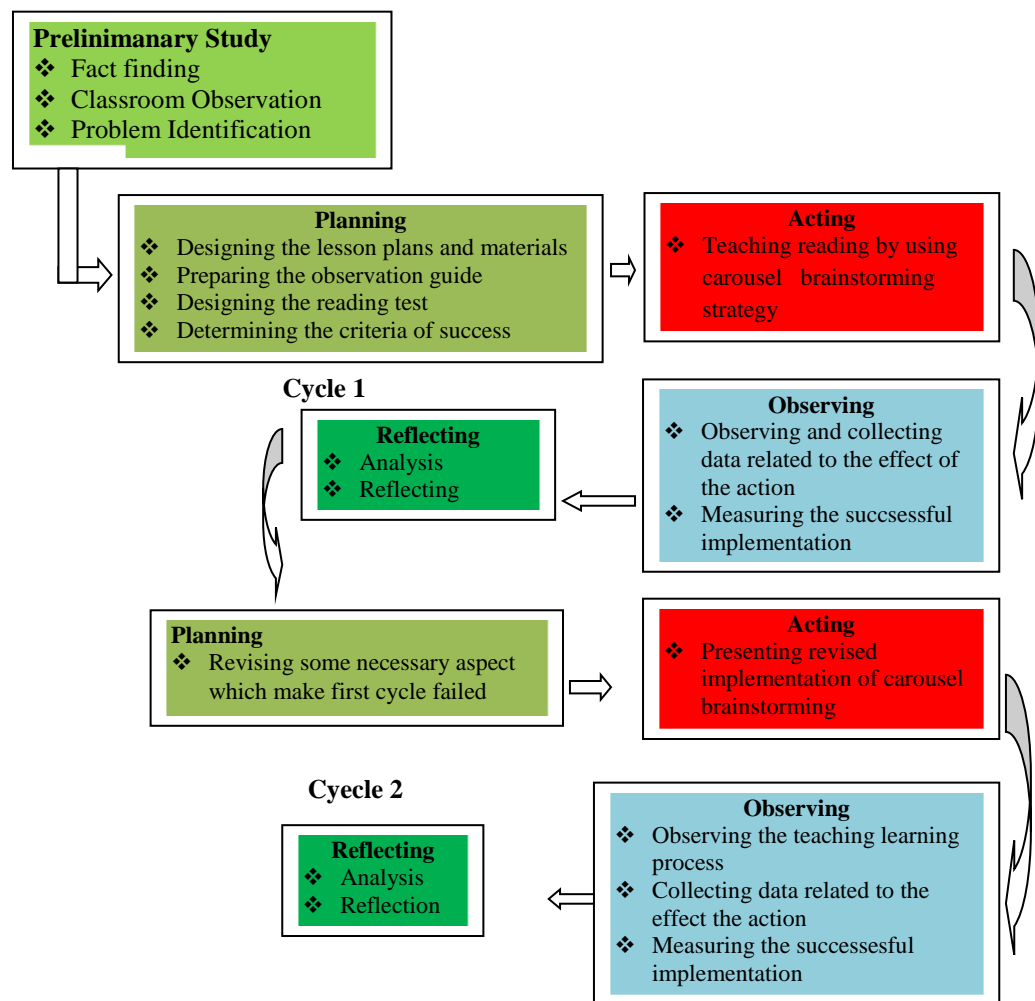 Prelinimanary Study
❖ Fact finding
❖ Classroom Observation
❖ Problem Identification
Planning
❖ Designing the lesson plans and materials
❖ Preparing the observation guide
❖ Designing the reading test
❖ Determining the criteria of success
Acting
❖ Teaching reading by using
carousel brainstorming
strategy
Cycle 1
Observing
❖ Observing and collecting
data related to the effect of
the action
❖ Measuring the succsessful
implementation
Reflecting
❖ Analysis
❖ Reflecting
Planning
❖ Revising some necessary aspect
which make first cycle failed
Acting
❖ Presenting revised
implementation of carousel
brainstorming
Cyecle 2
Observing
❖ Observing the teaching learning
process
❖ Collecting data related to the
effect the action
❖ Measuring the successesful
implementation
Reflecting
❖ Analysis
❖ Reflection